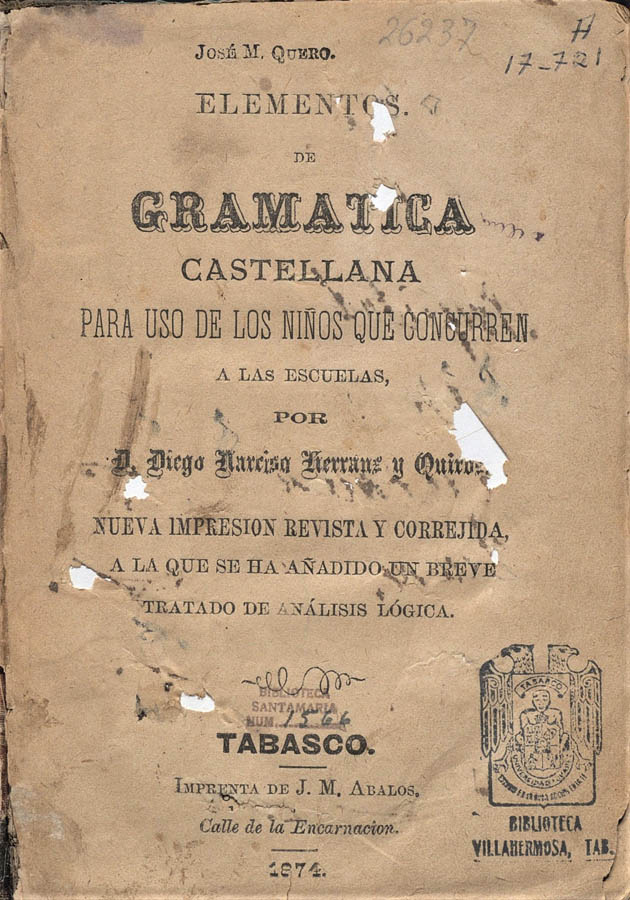 26237
H
17-721
JOSÉ M. QUERO.
ELEMENTOS.
DE
GRAMATICA
CASTELLANA
PARA USO DE LOS NIÑOS QUE CONCURREN
A LAS ESCUELAS,
POR
D. Diego Narciso Herranz y Quiros,
NUEVA IMPRESION REVISTA Y CORREJIDA,
A LA QUE SE HA AÑADIDO UN BREVE
TRATADO DE ANÁLISIS LÓGICA.
BIBLIOTECA
SANTAMARIA
NUM. 1566
TABASCO.
IMPRENTA DE J. M. ABALOS.
Calle de la Encarnacion.
1874.
TABASCO
BIBLIOTECA
VILLAHERMOSA, TAB.